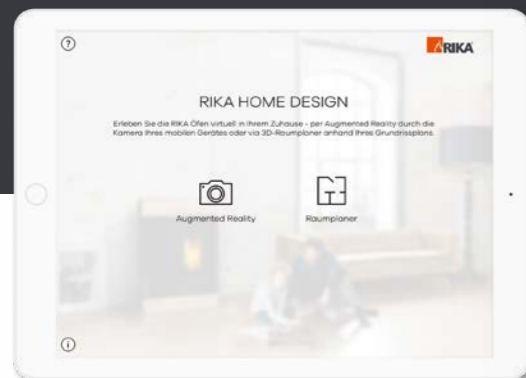 ?
RIKA
RIKA HOME DESIGN
Erleben Sie die RIKA Öfen virtuell in Ihrem Zuhause - per Augmented Reality durch die
Kamera Ihres mobilen Gerätes oder via 3D-Raumplaner anhand Ihres Grundrissplans.
Augmented Reality
Raumplaner
i